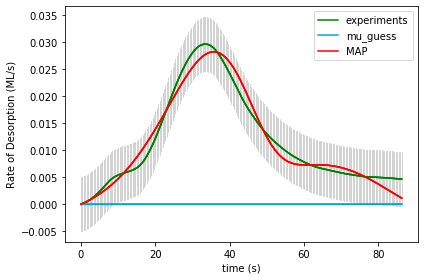 experiments
mu_guess
MAP
Rate of Desorption (ML/s)
0.035
0.030
0.025
0.020
0.015
0.010
0.005
0.000
−0.005
0 20 40 60 80
time (s)